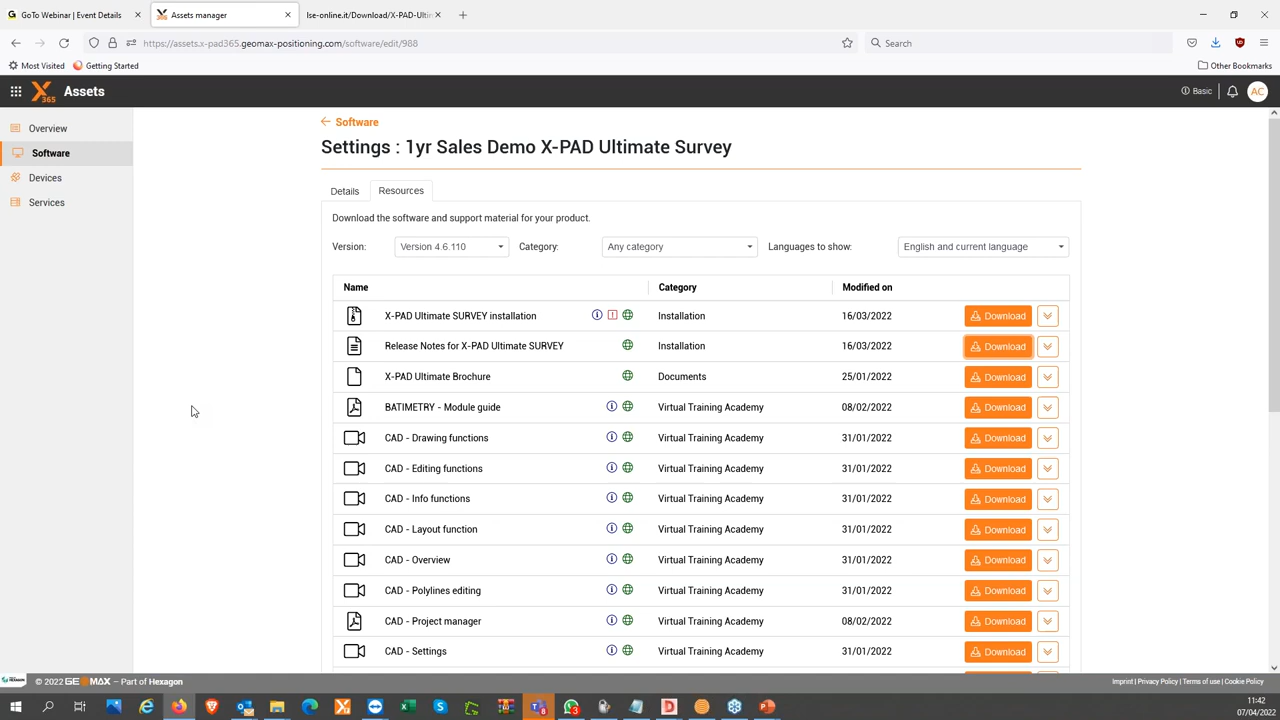 GoTo Webinar | Event Details
Assets manager
lse-online.it/Download/X-PAD-Ultim
https://assets.x-pad365.geomax-positioning.com/software/edit/988
Search
Most Visited
Getting Started
Other Bookmarks
X
365
Assets
Basic
AC
Overview
Software
Devices
Services
Software
Settings : 1yr Sales Demo X-PAD Ultimate Survey
Details
Resources
Download the software and support material for your product.
Version: Version 4.6.110 Category: Any category Languages to show: English and current language
Name Category Modified on
X-PAD Ultimate SURVEY installation Installation 16/03/2022 Download
Release Notes for X-PAD Ultimate SURVEY Installation 16/03/2022 Download
X-PAD Ultimate Brochure Documents 25/01/2022 Download
BATIMETRY - Module guide Virtual Training Academy 08/02/2022 Download
CAD - Drawing functions Virtual Training Academy 31/01/2022 Download
CAD - Editing functions Virtual Training Academy 31/01/2022 Download
CAD - Info functions Virtual Training Academy 31/01/2022 Download
CAD - Layout function Virtual Training Academy 31/01/2022 Download
CAD - Overview Virtual Training Academy 31/01/2022 Download
CAD - Polylines editing Virtual Training Academy 31/01/2022 Download
CAD - Project manager Virtual Training Academy 08/02/2022 Download
CAD - Settings Virtual Training Academy 31/01/2022 Download
© 2022 GEOMAX – Part of Hexagon
Imprint | Privacy Policy | Terms of use | Cookie Policy
11:42
07/04/2022